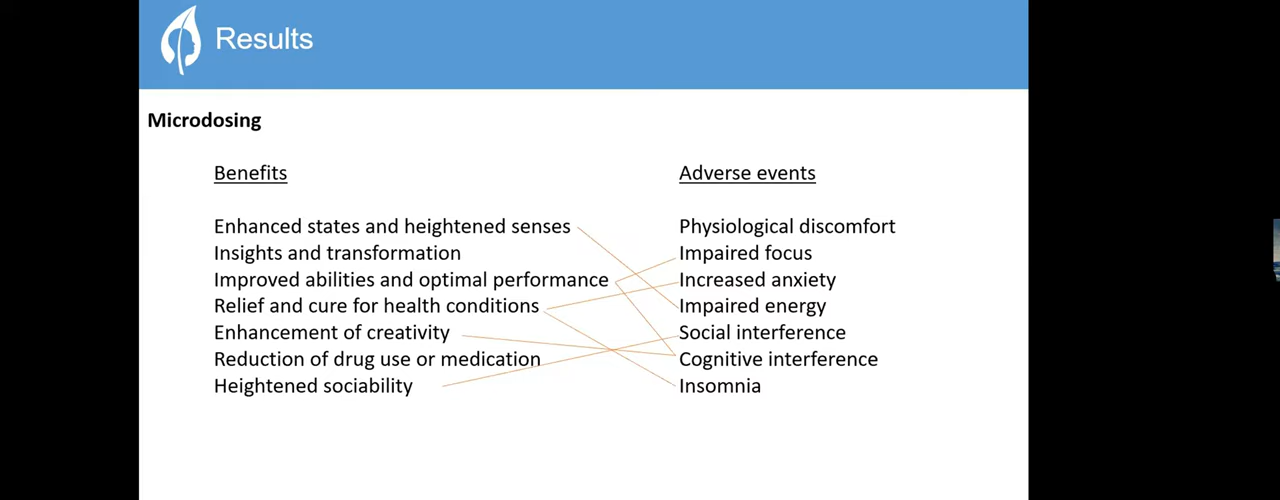 Results
Microdosing
Benefits
Enhanced states and heightened senses
Insights and transformation
Improved abilities and optimal performance
Relief and cure for health conditions
Enhancement of creativity
Reduction of drug use or medication
Heightened sociability
Adverse events
Physiological discomfort
Impaired focus
Increased anxiety
Impaired energy
Social interference
Cognitive interference
Insomnia